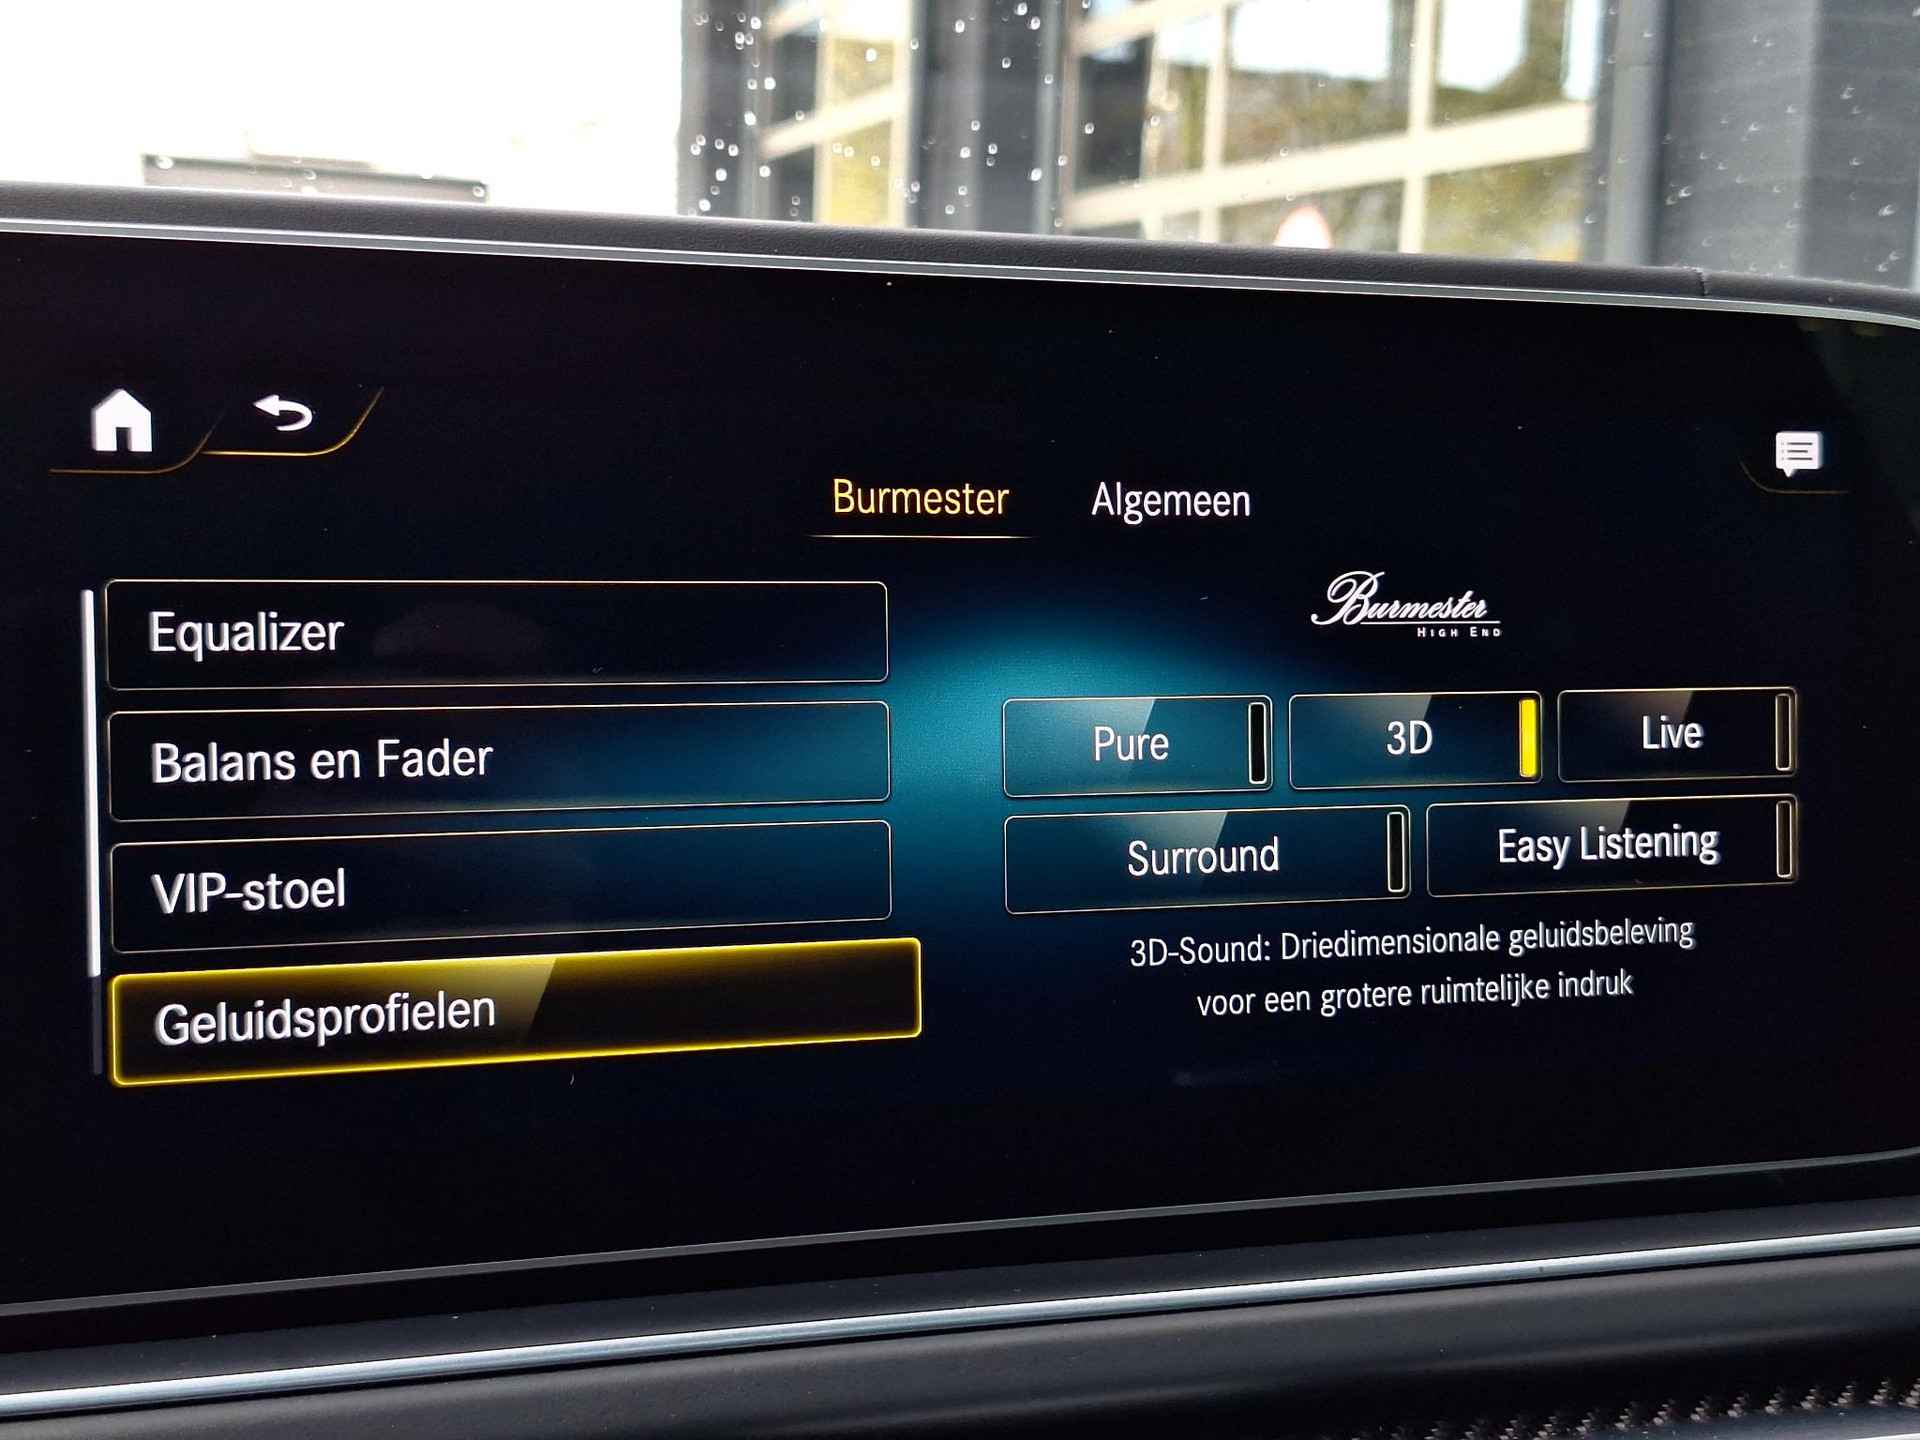 Burmester Algemeen
Equalizer
Balans en Fader
VIP-stoel
Geluidsprofielen
Burmester
HIGH END
Pure 3D Live
Surround Easy Listening
3D-Sound: Driedimensionale geluidsbeleving
voor een grotere ruimtelijke indruk